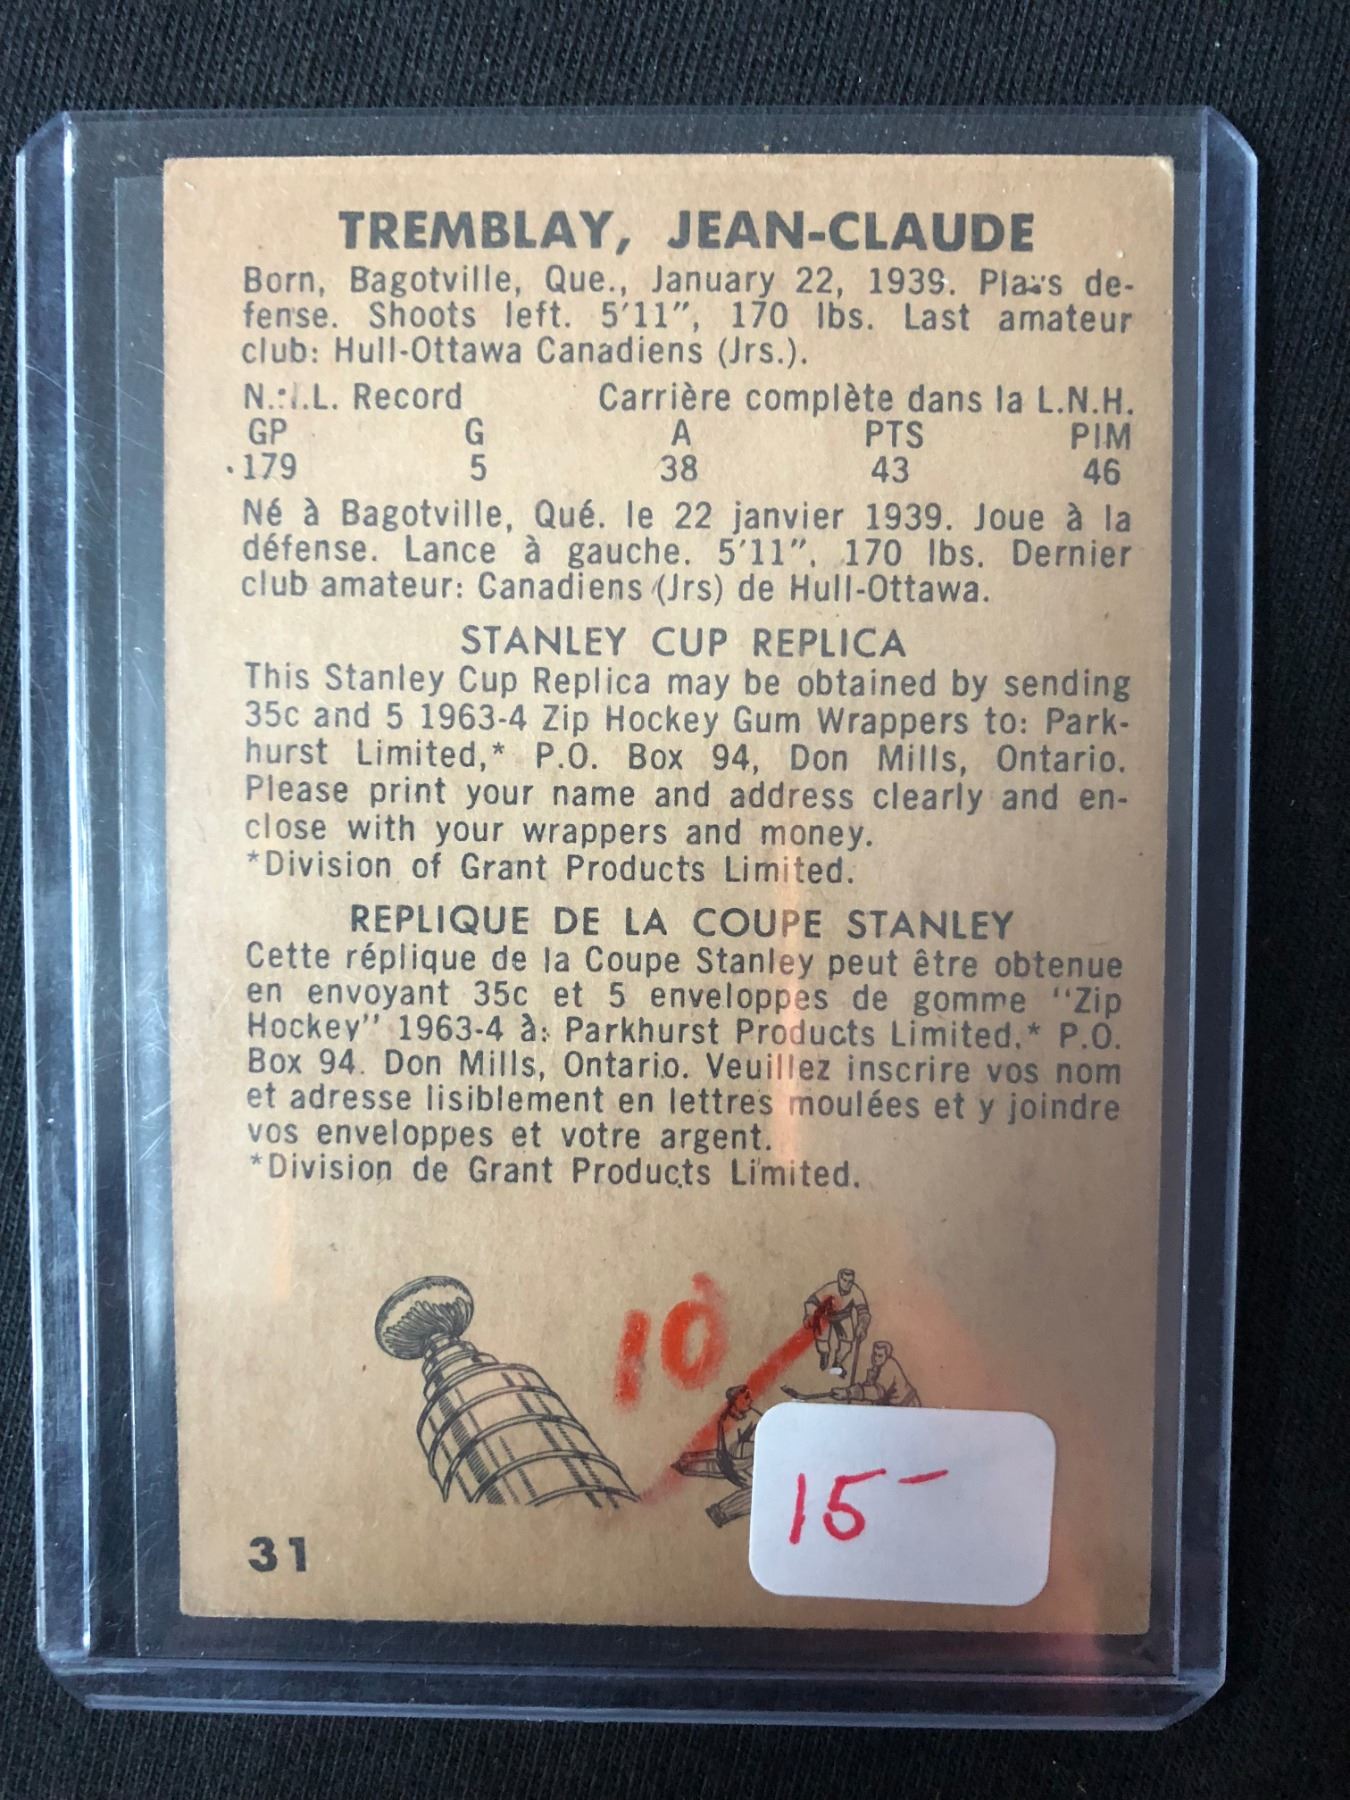 TREMBLAY, JEAN-CLAUDE
Born, Bagotville, Que., January 22, 1939. Plays de-
fense. Shoots left. 5'11", 170 lbs. Last amateur
club: Hull-Ottawa Canadiens (Jrs.).
N.H.L. Record Carrière complète dans la L.N.H.
GP G A PTS PIM
179 5 38 43 46
Né à Bagotville, Qué. le 22 janvier 1939. Joue à la
défense. Lance à gauche. 5'11", 170 lbs. Dernier
club amateur: Canadiens (Jrs) de Hull-Ottawa.
STANLEY CUP REPLICA
This Stanley Cup Replica may be obtained by sending
35c and 5 1963-4 Zip Hockey Gum Wrappers to: Park-
hurst Limited,* P.O. Box 94, Don Mills, Ontario.
Please print your name and address clearly and en-
close with your wrappers and money.
*Division of Grant Products Limited.
REPLIQUE DE LA COUPE STANLEY
Cette réplique de la Coupe Stanley peut être obtenue
en envoyant 35c et 5 enveloppes de gomme "Zip
Hockey" 1963-4 à: Parkhurst Products Limited,* P.O.
Box 94. Don Mills, Ontario. Veuillez inscrire vos nom
et adresse lisiblement en lettres moulées et y joindre
vos enveloppes et votre argent.
*Division de Grant Products Limited.
10
15-
31